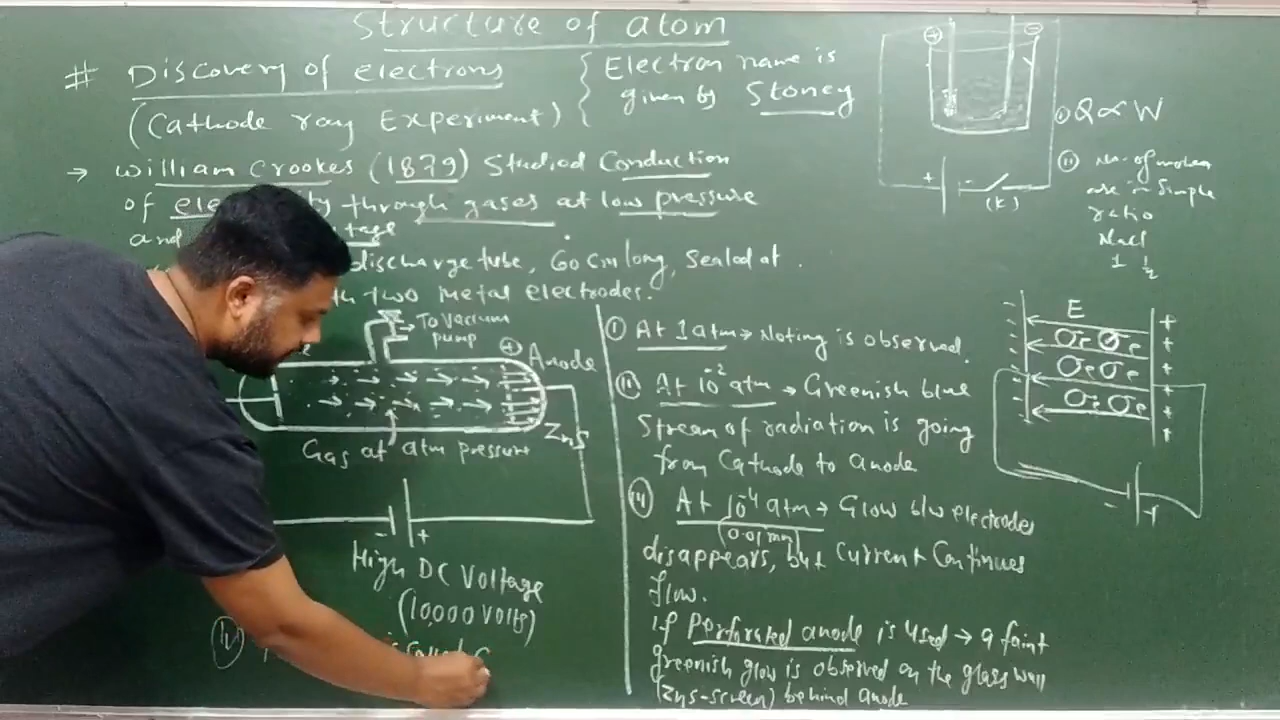 Structure of atom
# Discovery of electrons
(Cathode ray Experiment)
Electron name is
given by Stoney
→ William Crookes (1879) Studied Conduction
of ele ty through gases at low pressure
and tage
discharge tube, 60 cm long, Sealed at
th two metal electrodes.
→ To Vacuum
pump
+ Anode
ZnS
Gas at atm pressure
- +
High DC Voltage
(10,000 Volts)
(iv)
(i) At 1 atm → Noting is observed.
(ii) At 10⁻² atm → Greenish blue
Stream of radiation is going
from Cathode to anode
(iii) At 10⁻⁴ atm → Glow b/w electrodes
(0.01 mm)
disappears, but Current Continues
flow.
if Perforated anode is used → a faint
greenish glow is observed on the glass wall
(ZnS-screen) behind anode
+ -
+ -
(K)
(i) Q ∝ W
(ii) No. of moles
are in Simple
ratio
NaCl
1 1/2
E
- +